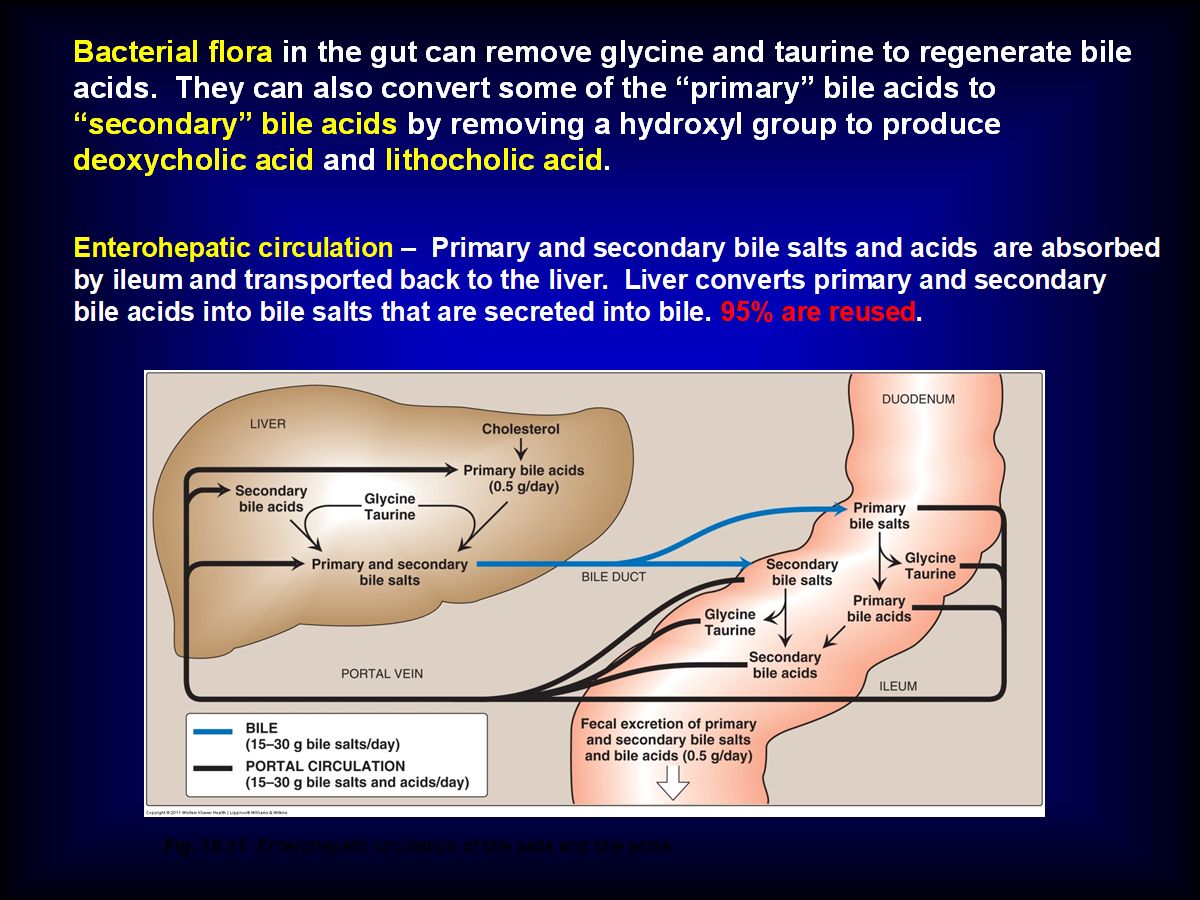 Bacterial flora in the gut can remove glycine and taurine to regenerate bile
acids.  They can also convert some of the “primary” bile acids to
“secondary” bile acids by removing a hydroxyl group to produce
deoxycholic acid and lithocholic acid.
Enterohepatic circulation –  Primary and secondary bile salts and acids  are absorbed
by ileum and transported back to the liver.  Liver converts primary and secondary
bile acids into bile salts that are secreted into bile. 95% are reused.
LIVER
Cholesterol
Primary bile acids
(0.5 g/day)
Secondary
bile acids
Glycine
Taurine
Primary and secondary
bile salts
BILE DUCT
PORTAL VEIN
DUODENUM
Primary
bile salts
Glycine
Taurine
Primary
bile acids
Secondary
bile salts
Glycine
Taurine
Secondary
bile acids
ILEUM
Fecal excretion of primary
and secondary bile salts
and bile acids (0.5 g/day)
BILE
(15–30 g bile salts/day)
PORTAL CIRCULATION
(15–30 g bile salts and acids/day)
Copyright © 2011 Wolters Kluwer Health | Lippincott Williams & Wilkins
Enterohepatic circulation of bile salts and bile acids